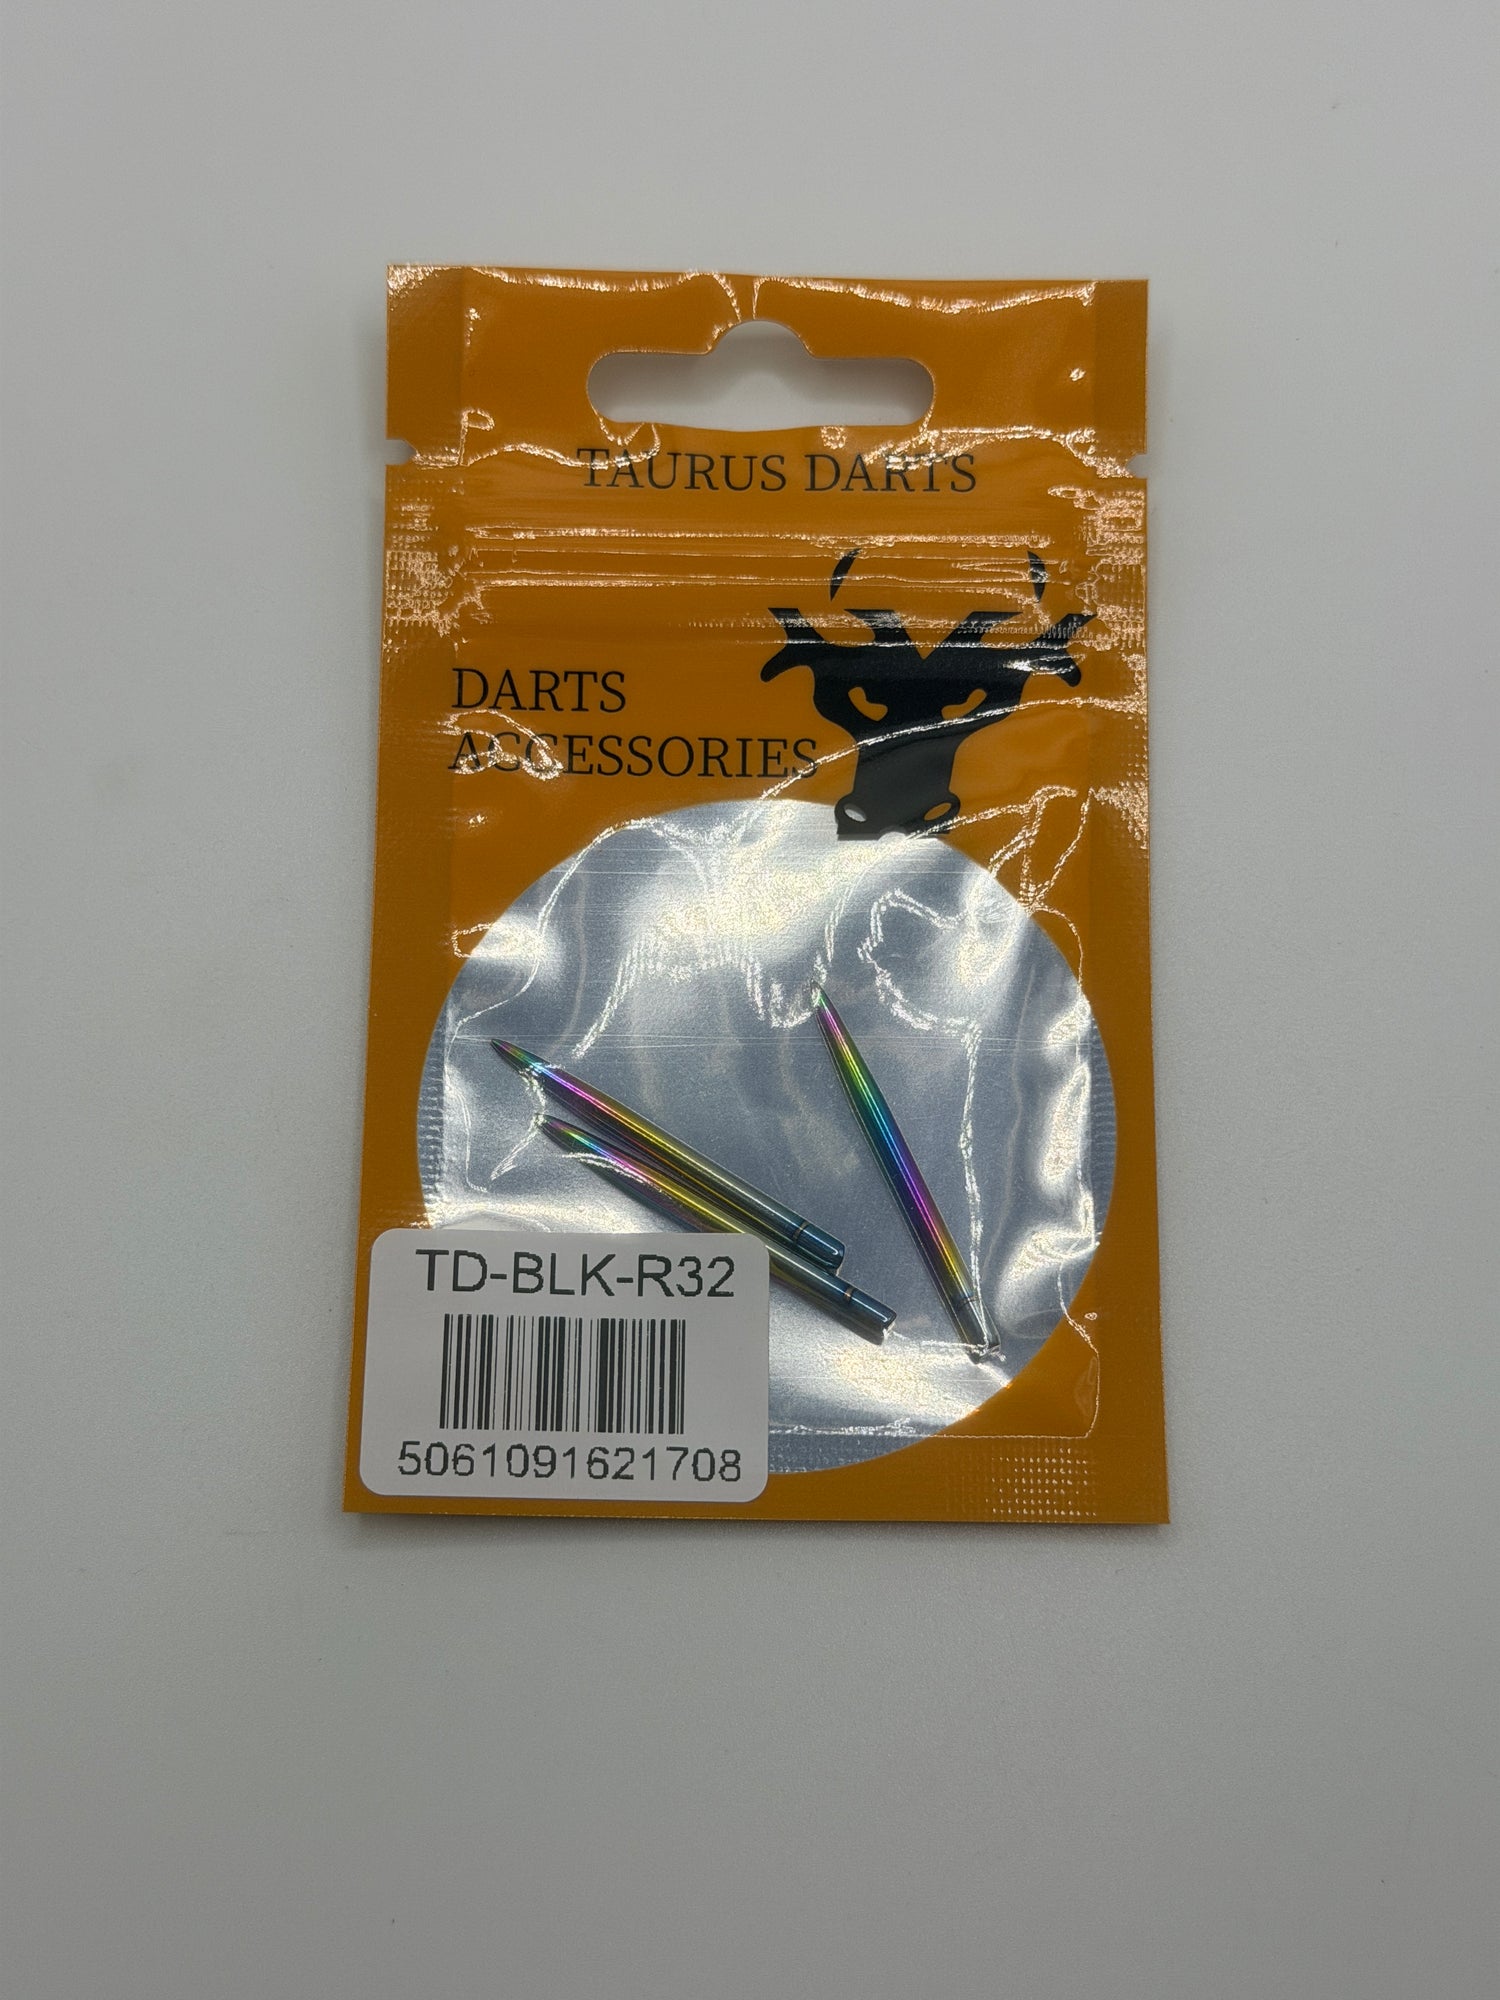 TAURUS DARTS
DARTS
ACCESSORIES
TD-BLK-R32
5061091621708